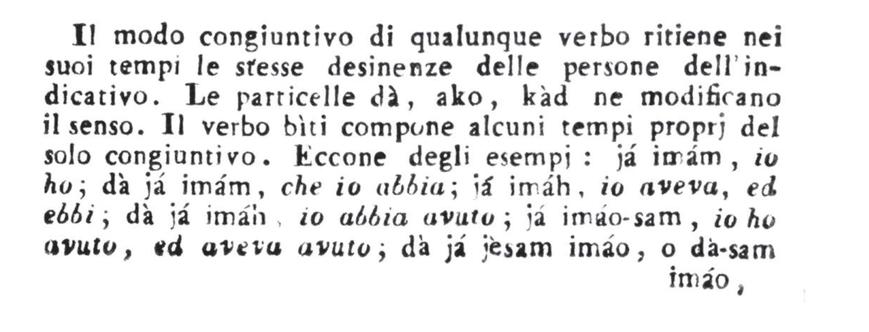 Il modo congiuntivo di qualunque verbo ritiene nei
suoi tempi le stesse desinenze delle persone dell'in-
dicativo. Le particelle dà, ako, kàd ne modificano
il senso. Il verbo bìti compone alcuni tempi proprj del
solo congiuntivo. Eccone degli esempj: já imám, io
ho; dà já imám, che io abbia; já imáh, io aveva, ed
ebbi; dà já imáh, io abbia avuto; já imáo-sam, io ho
avuto, ed aveva avuto; dà já jèsam imáo, o dà-sam
imáo,